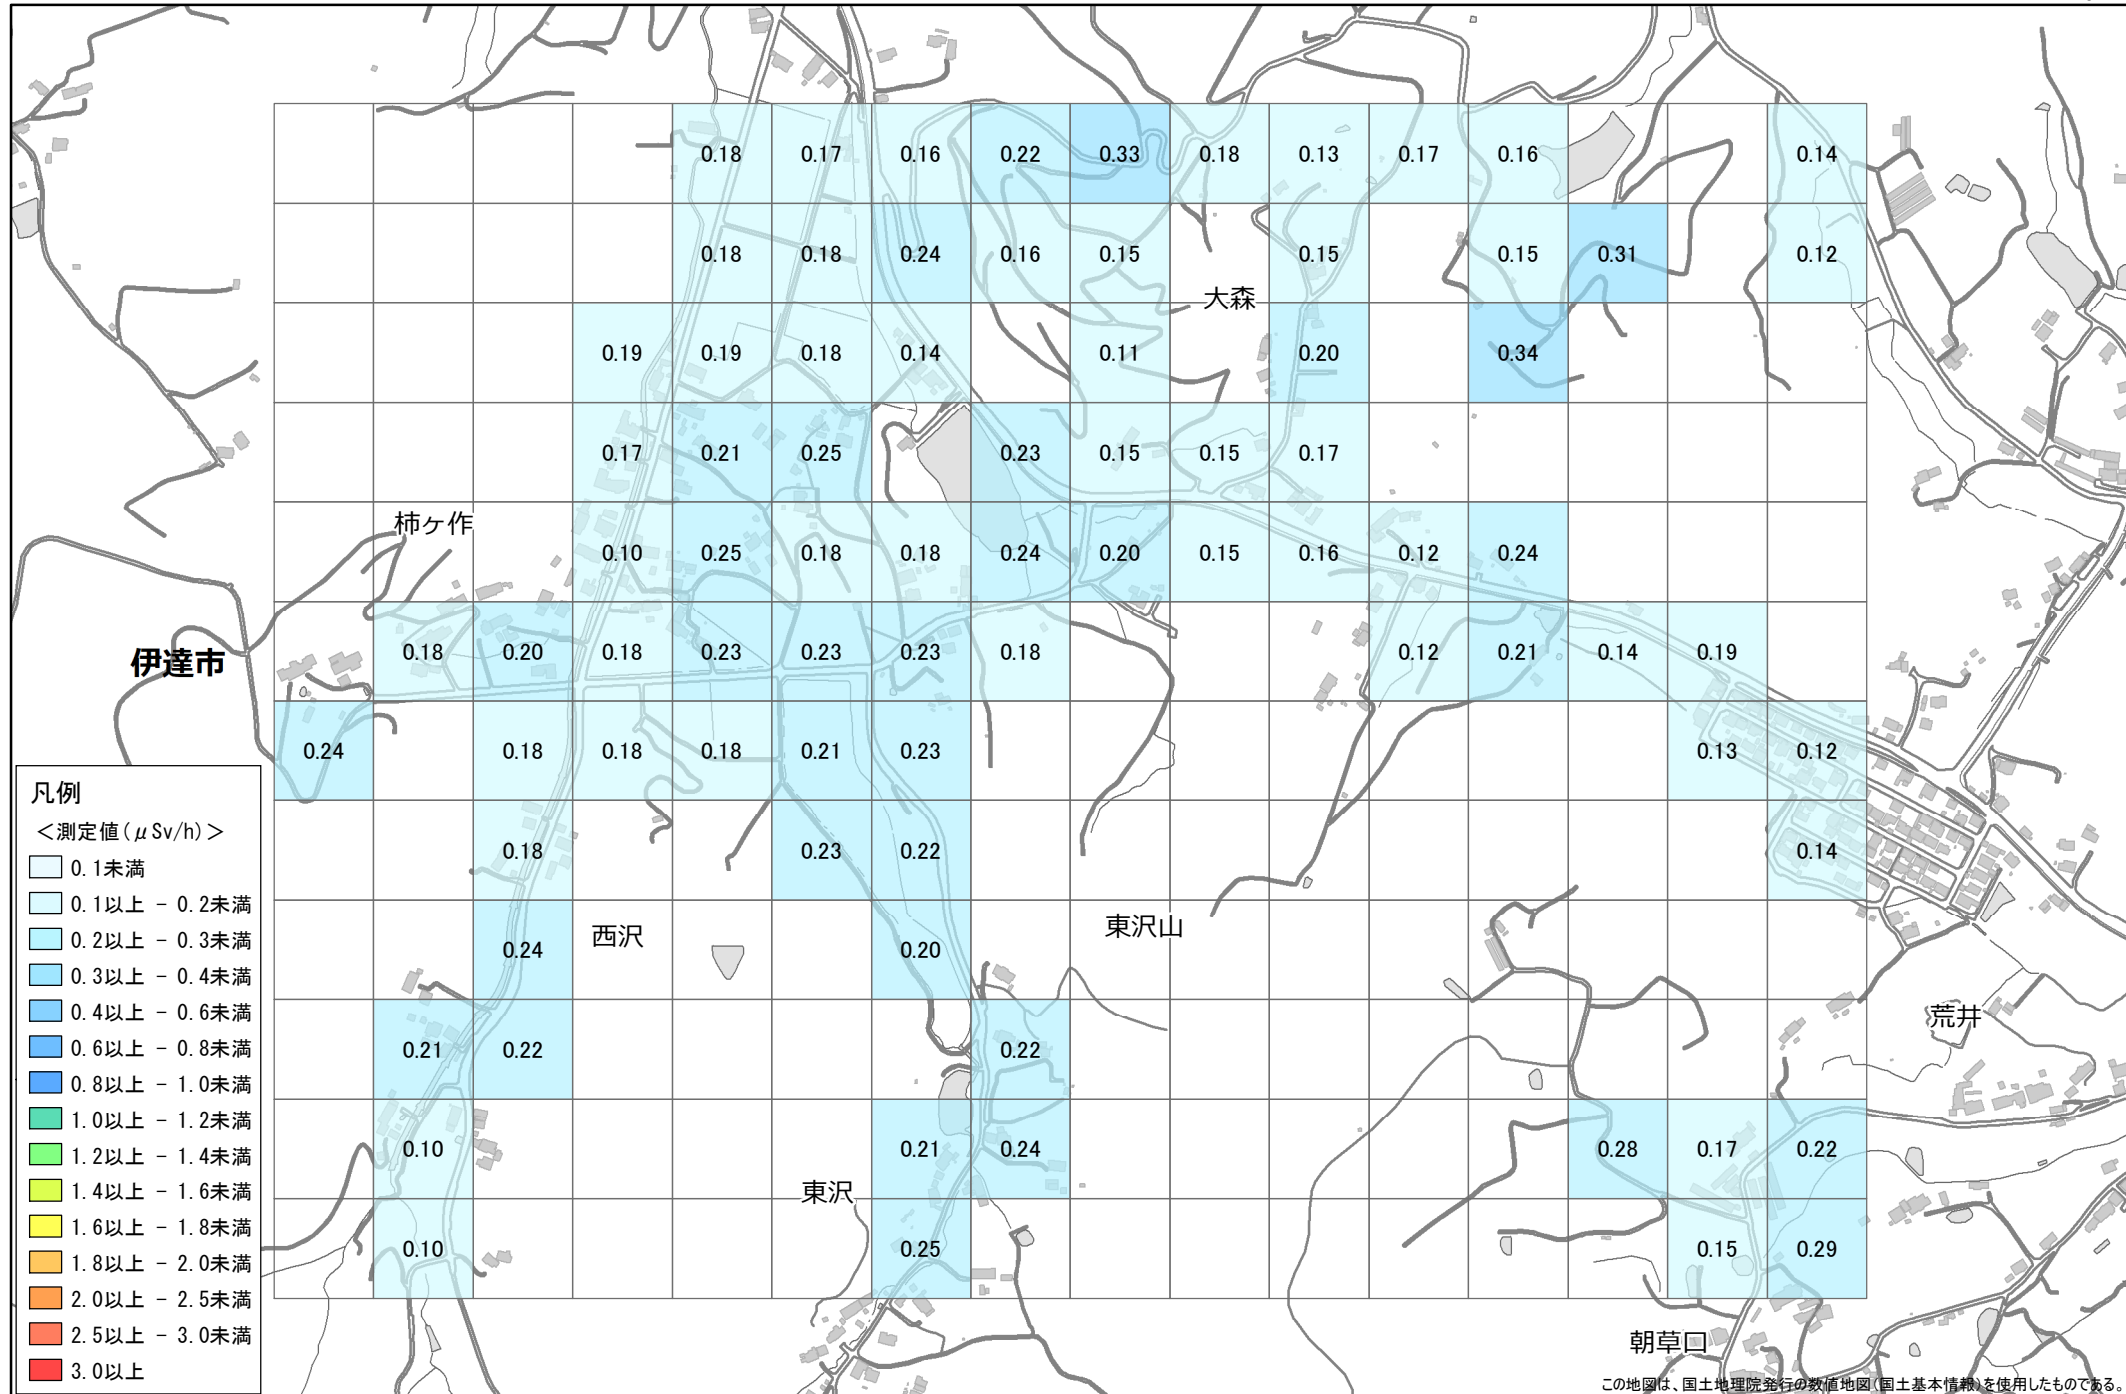 0.18 0.17 0.16 0.22 0.33 0.18 0.13 0.17 0.16 0.14
0.18 0.18 0.24 0.16 0.15 0.15 0.15 0.31 0.12
大森
0.19 0.19 0.18 0.14 0.11 0.20 0.34
0.17 0.21 0.25 0.23 0.15 0.15 0.17
柿ヶ作
0.10 0.25 0.18 0.18 0.24 0.20 0.15 0.16 0.12 0.24
伊達市
0.18 0.20 0.18 0.23 0.23 0.23 0.18 0.12 0.21 0.14 0.19
0.24 0.18 0.18 0.18 0.21 0.23 0.13 0.12
0.18 0.23 0.22 0.14
西沢
東沢山
0.24 0.20
荒井
0.21 0.22 0.22
0.10 0.21 0.24 0.28 0.17 0.22
東沢
0.10 0.25 0.15 0.29
朝草口
凡例
＜測定値(μSv/h)＞
0.1未満
0.1以上 － 0.2未満
0.2以上 － 0.3未満
0.3以上 － 0.4未満
0.4以上 － 0.6未満
0.6以上 － 0.8未満
0.8以上 － 1.0未満
1.0以上 － 1.2未満
1.2以上 － 1.4未満
1.4以上 － 1.6未満
1.6以上 － 1.8未満
1.8以上 － 2.0未満
2.0以上 － 2.5未満
2.5以上 － 3.0未満
3.0以上
この地図は、国土地理院発行の数値地図(国土基本情報)を使用したものである。